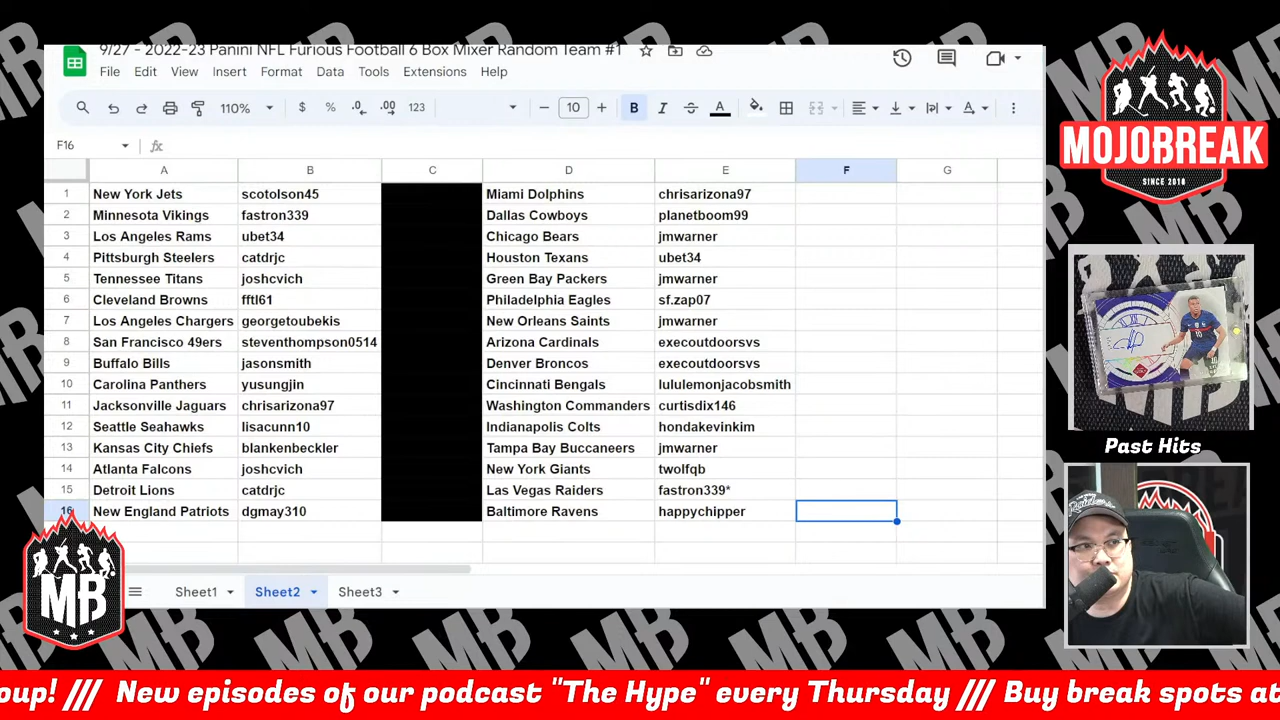 9/27 - 2022-23 Panini NFL Furious Football 6 Box Mixer Random Team #1
File Edit View Insert Format Data Tools Extensions Help
110% $ % .0 .00 123 10 B I A A
F16 fx
A B C D E F G
1 New York Jets scotolson45 Miami Dolphins chrisarizona97
2 Minnesota Vikings fastron339 Dallas Cowboys planetboom99
3 Los Angeles Rams ubet34 Chicago Bears jmwarner
4 Pittsburgh Steelers catdrjc Houston Texans ubet34
5 Tennessee Titans joshcvich Green Bay Packers jmwarner
6 Cleveland Browns fftl61 Philadelphia Eagles sf.zap07
7 Los Angeles Chargers georgetoubekis New Orleans Saints jmwarner
8 San Francisco 49ers steventhompson0514 Arizona Cardinals execoutdoorsvs
9 Buffalo Bills jasonsmith Denver Broncos execoutdoorsvs
10 Carolina Panthers yusungjin Cincinnati Bengals lululemonjacobsmith
11 Jacksonville Jaguars chrisarizona97 Washington Commanders curtisdix146
12 Seattle Seahawks lisacunn10 Indianapolis Colts hondakevinkim
13 Kansas City Chiefs blankenbeckler Tampa Bay Buccaneers jmwarner
14 Atlanta Falcons joshcvich New York Giants twolfqb
15 Detroit Lions catdrjc Las Vegas Raiders fastron339*
16 New England Patriots dgmay310 Baltimore Ravens happychipper
Sheet1 Sheet2 Sheet3
MOJOBREAK
SINCE 2016
Past Hits
Raiders
MB
oup! /// New episodes of our podcast "The Hype" every Thursday /// Buy break spots at